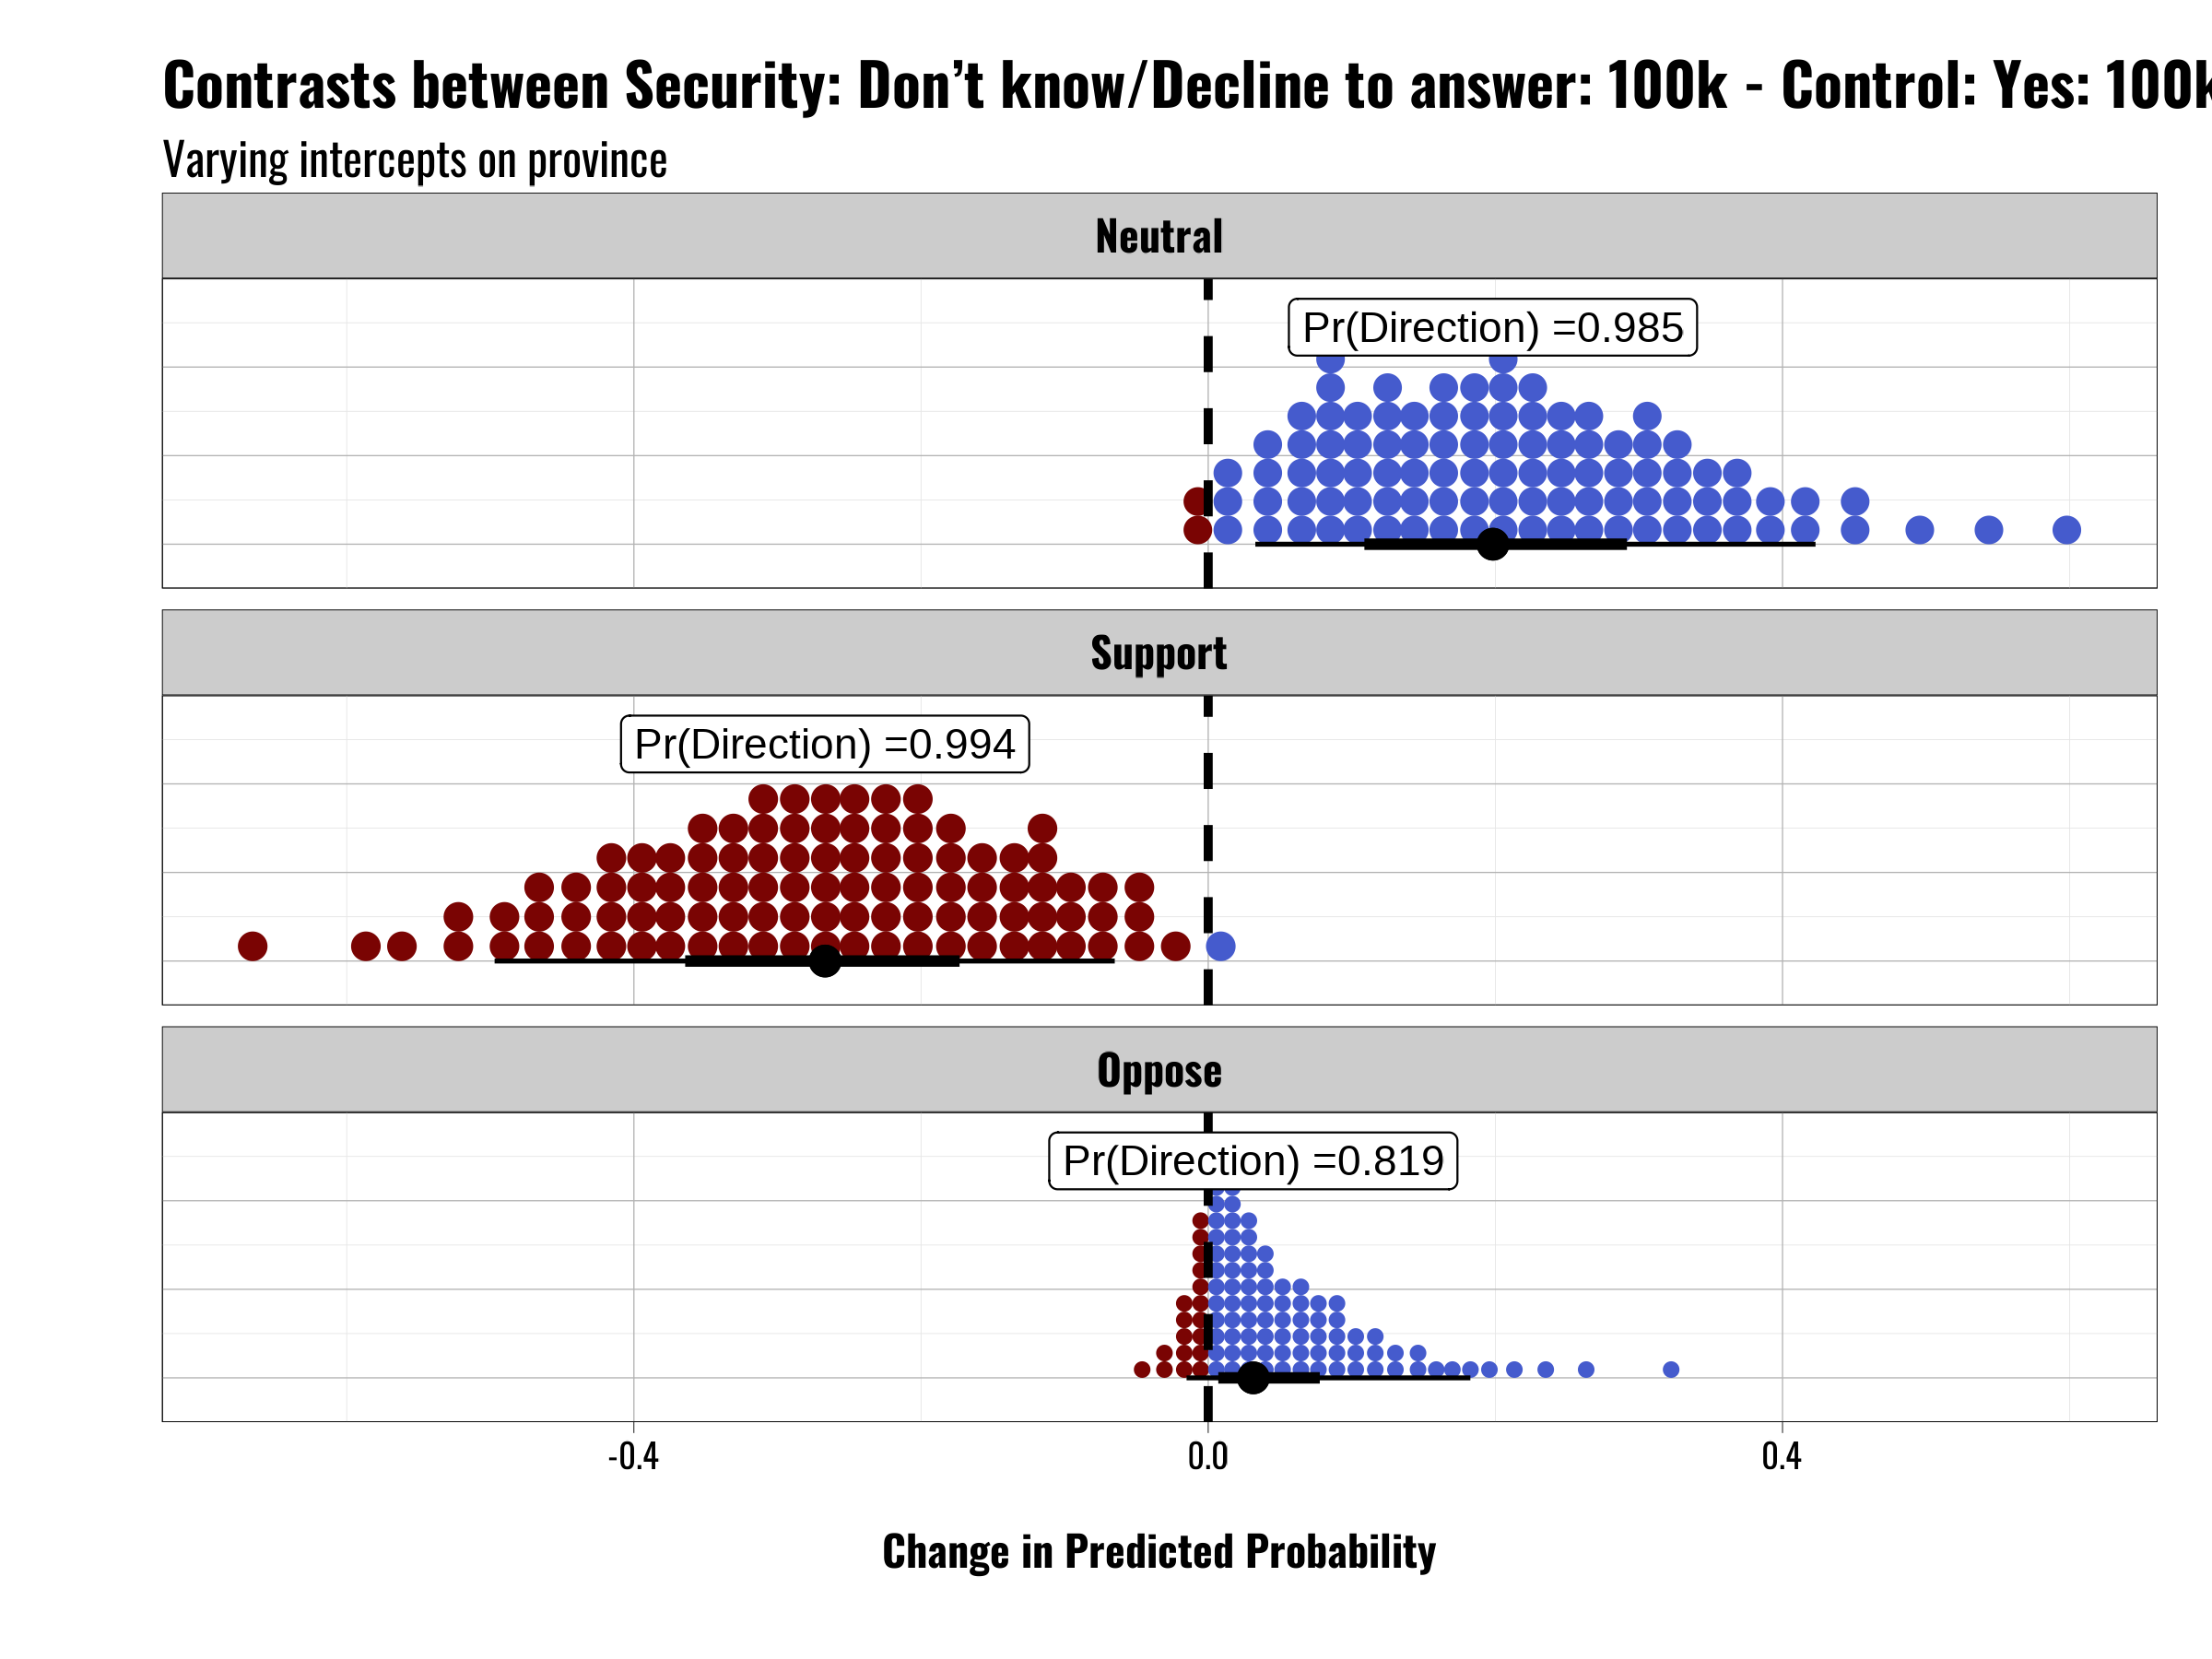 Contrasts between Security: Don’t know/Decline to answer: 100k - Control: Yes: 100k
Varying intercepts on province
Neutral
Pr(Direction) =0.985
Support
Pr(Direction) =0.994
Oppose
Pr(Direction) =0.819
-0.4 0.0 0.4
Change in Predicted Probability